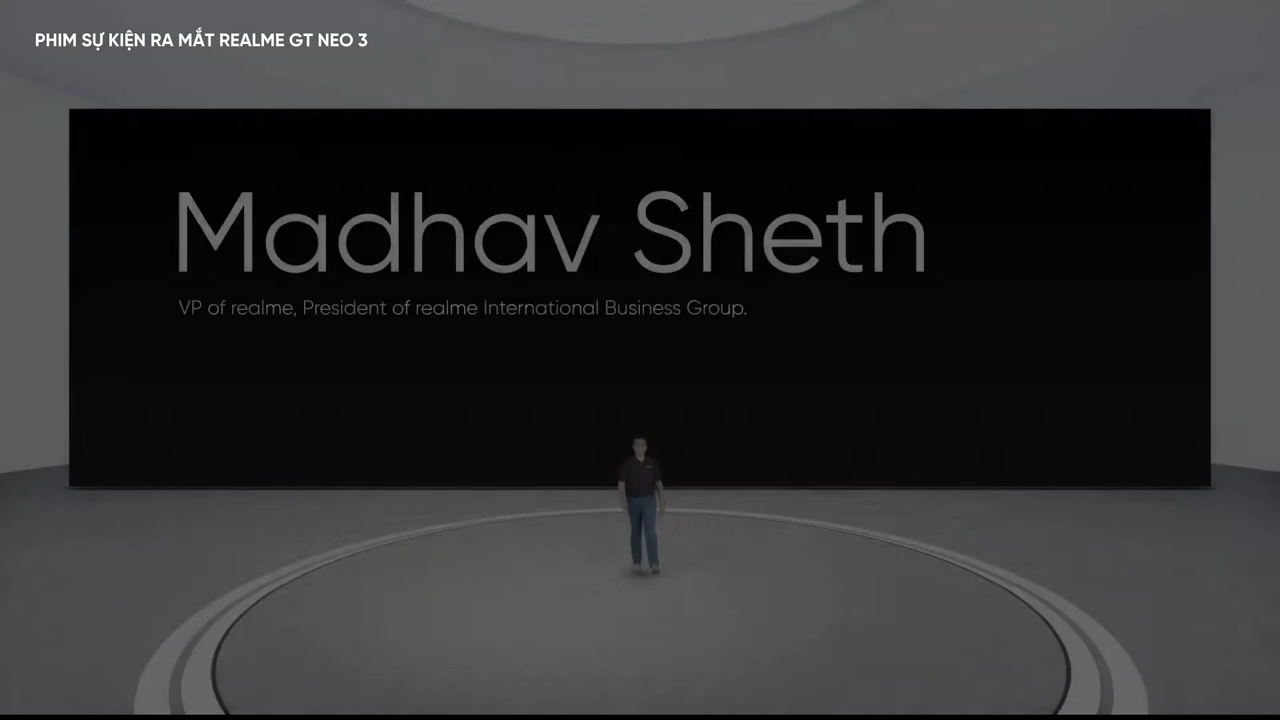 PHIM SỰ KIỆN RA MẮT REALME GT NEO 3
Madhav Sheth
VP of realme, President of realme International Business Group.